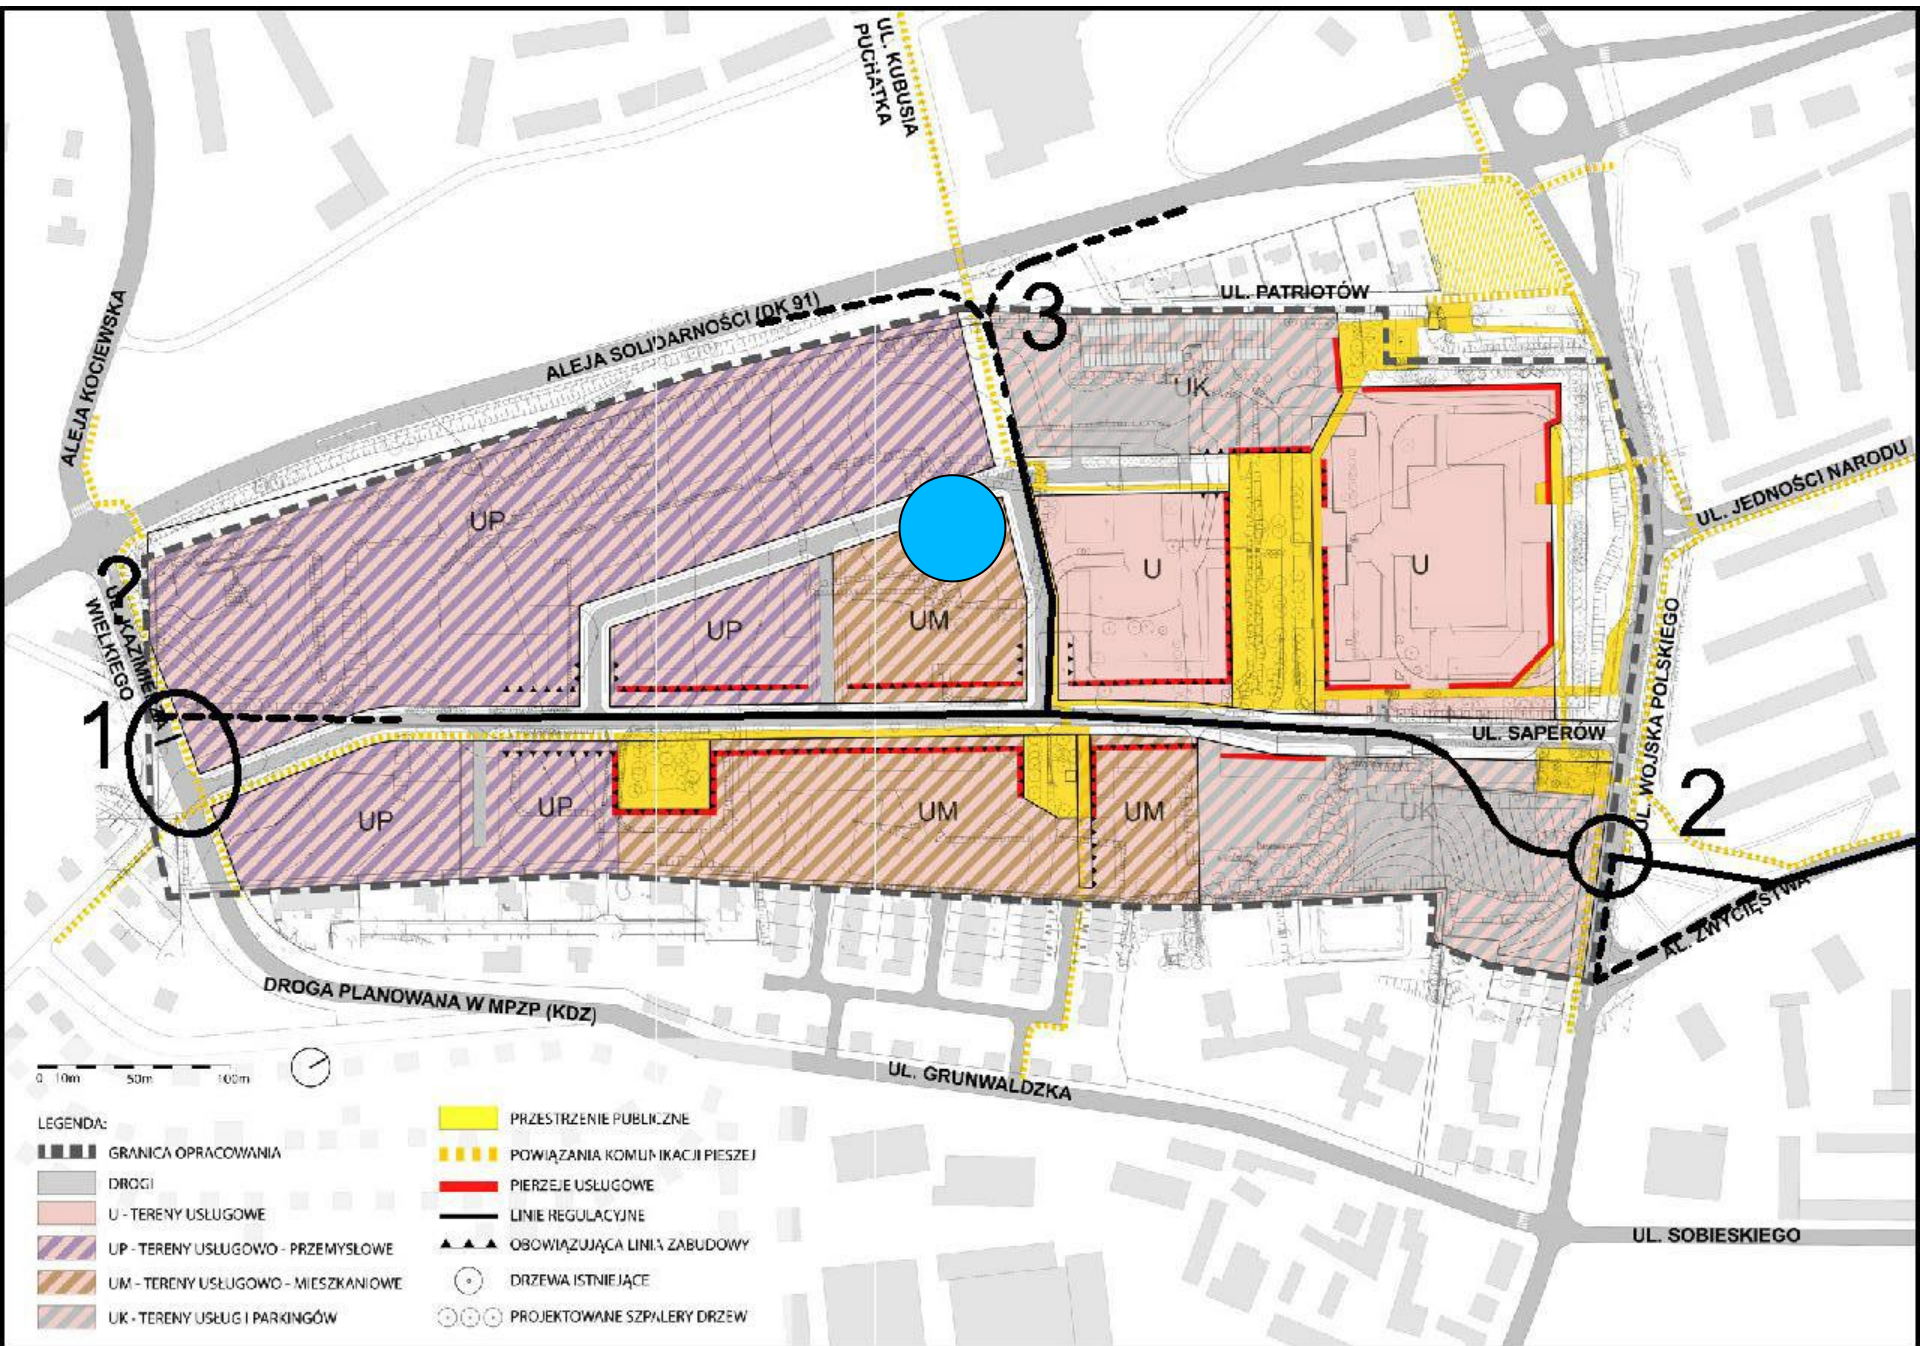 UL. KUBUSIA
PUCHATKA
ALEJA KOCIEWSKA
ALEJA SOLIDARNOŚCI (DK 91)
3
UL. PATRIOTÓW
UK
UL. JEDNOŚCI NARODU
UP
U
U
?
UL. KAZIMIERZA
WIELKIEGO
UP
UM
UL. WOJSKA POLSKIEGO
1
UL. SAPERÓW
2
UP
UP
UM
UM
UK
AL. ZWYCIĘSTWA
DROGA PLANOWANA W MPZP (KDZ)
UL. GRUNWALDZKA
UL. SOBIESKIEGO
0 10m 50m 100m
LEGENDA:
GRANICA OPRACOWANIA
DROGI
U - TERENY USŁUGOWE
UP - TERENY USŁUGOWO - PRZEMYSŁOWE
UM - TERENY USŁUGOWO - MIESZKANIOWE
UK - TERENY USŁUG I PARKINGÓW
PRZESTRZENIE PUBLICZNE
POWIĄZANIA KOMUNIKACJI PIESZEJ
PIERZEJE USŁUGOWE
LINIE REGULACYJNE
OBOWIĄZUJĄCA LINIA ZABUDOWY
DRZEWA ISTNIEJĄCE
PROJEKTOWANE SZPALERY DRZEW